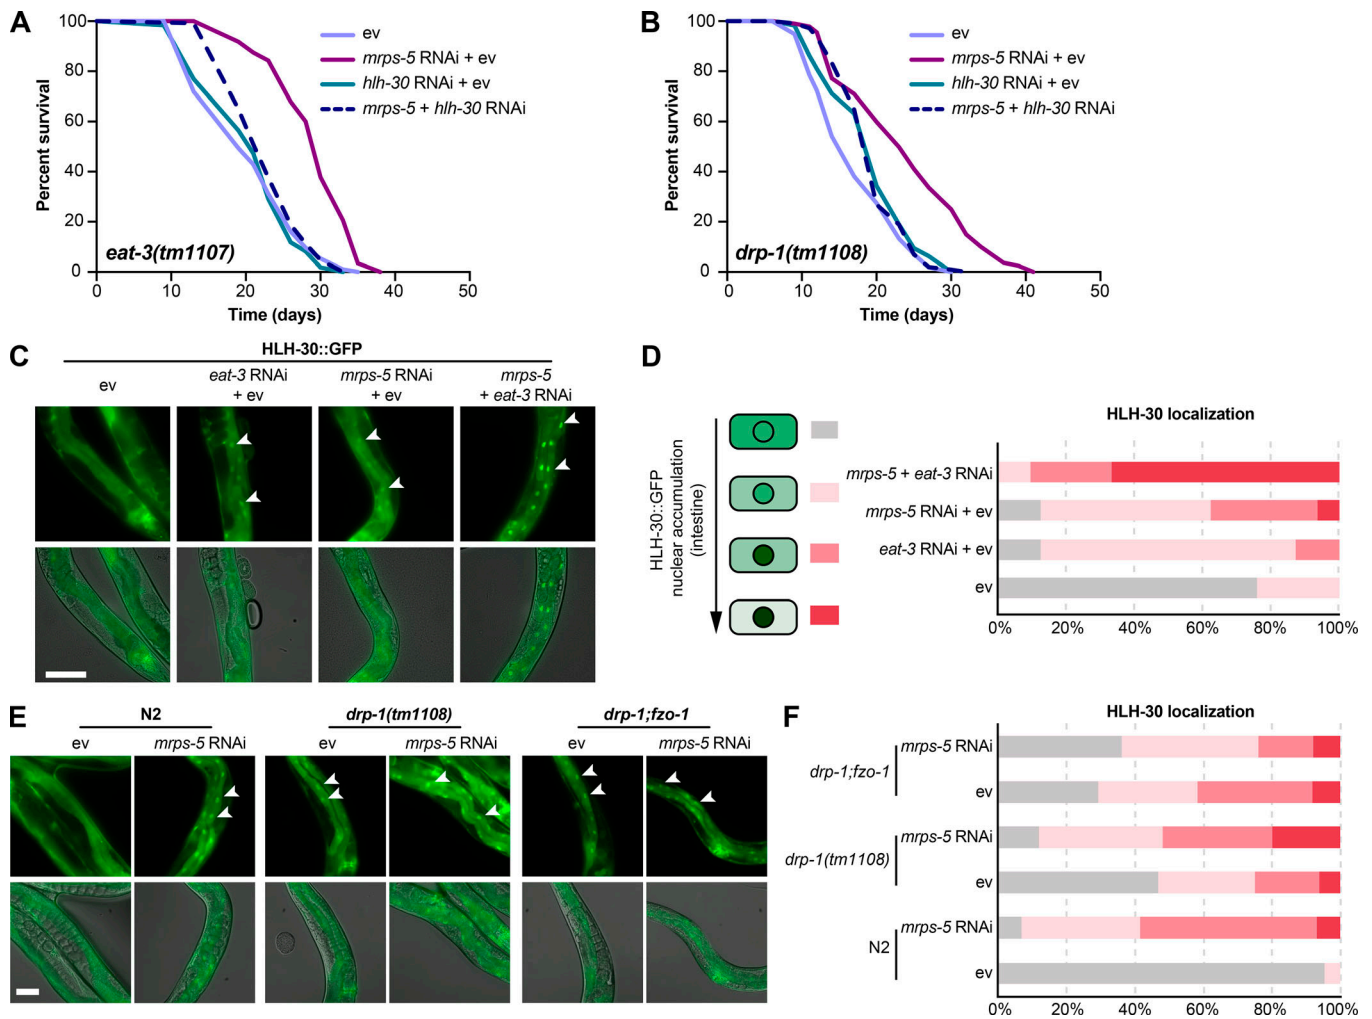 A
100
80
60
40
20
0
Percent survival
0 10 20 30 40 50
Time (days)
ev
mrps-5 RNAi + ev
hlh-30 RNAi + ev
mrps-5 + hlh-30 RNAi
eat-3(tm1107)
B
100
80
60
40
20
0
Percent survival
0 10 20 30 40 50
Time (days)
ev
mrps-5 RNAi + ev
hlh-30 RNAi + ev
mrps-5 + hlh-30 RNAi
drp-1(tm1108)
C
HLH-30::GFP
ev
eat-3 RNAi
+ ev
mrps-5 RNAi
+ ev
mrps-5
+ eat-3 RNAi
D
HLH-30::GFP
nuclear accumulation
(intestine)
HLH-30 localization
mrps-5 + eat-3 RNAi
mrps-5 RNAi + ev
eat-3 RNAi + ev
ev
0% 20% 40% 60% 80% 100%
E
N2
drp-1(tm1108)
drp-1;fzo-1
ev mrps-5 RNAi ev mrps-5 RNAi ev mrps-5 RNAi
F
HLH-30 localization
drp-1;fzo-1
mrps-5 RNAi
ev
drp-1(tm1108)
mrps-5 RNAi
ev
N2
mrps-5 RNAi
ev
0% 20% 40% 60% 80% 100%